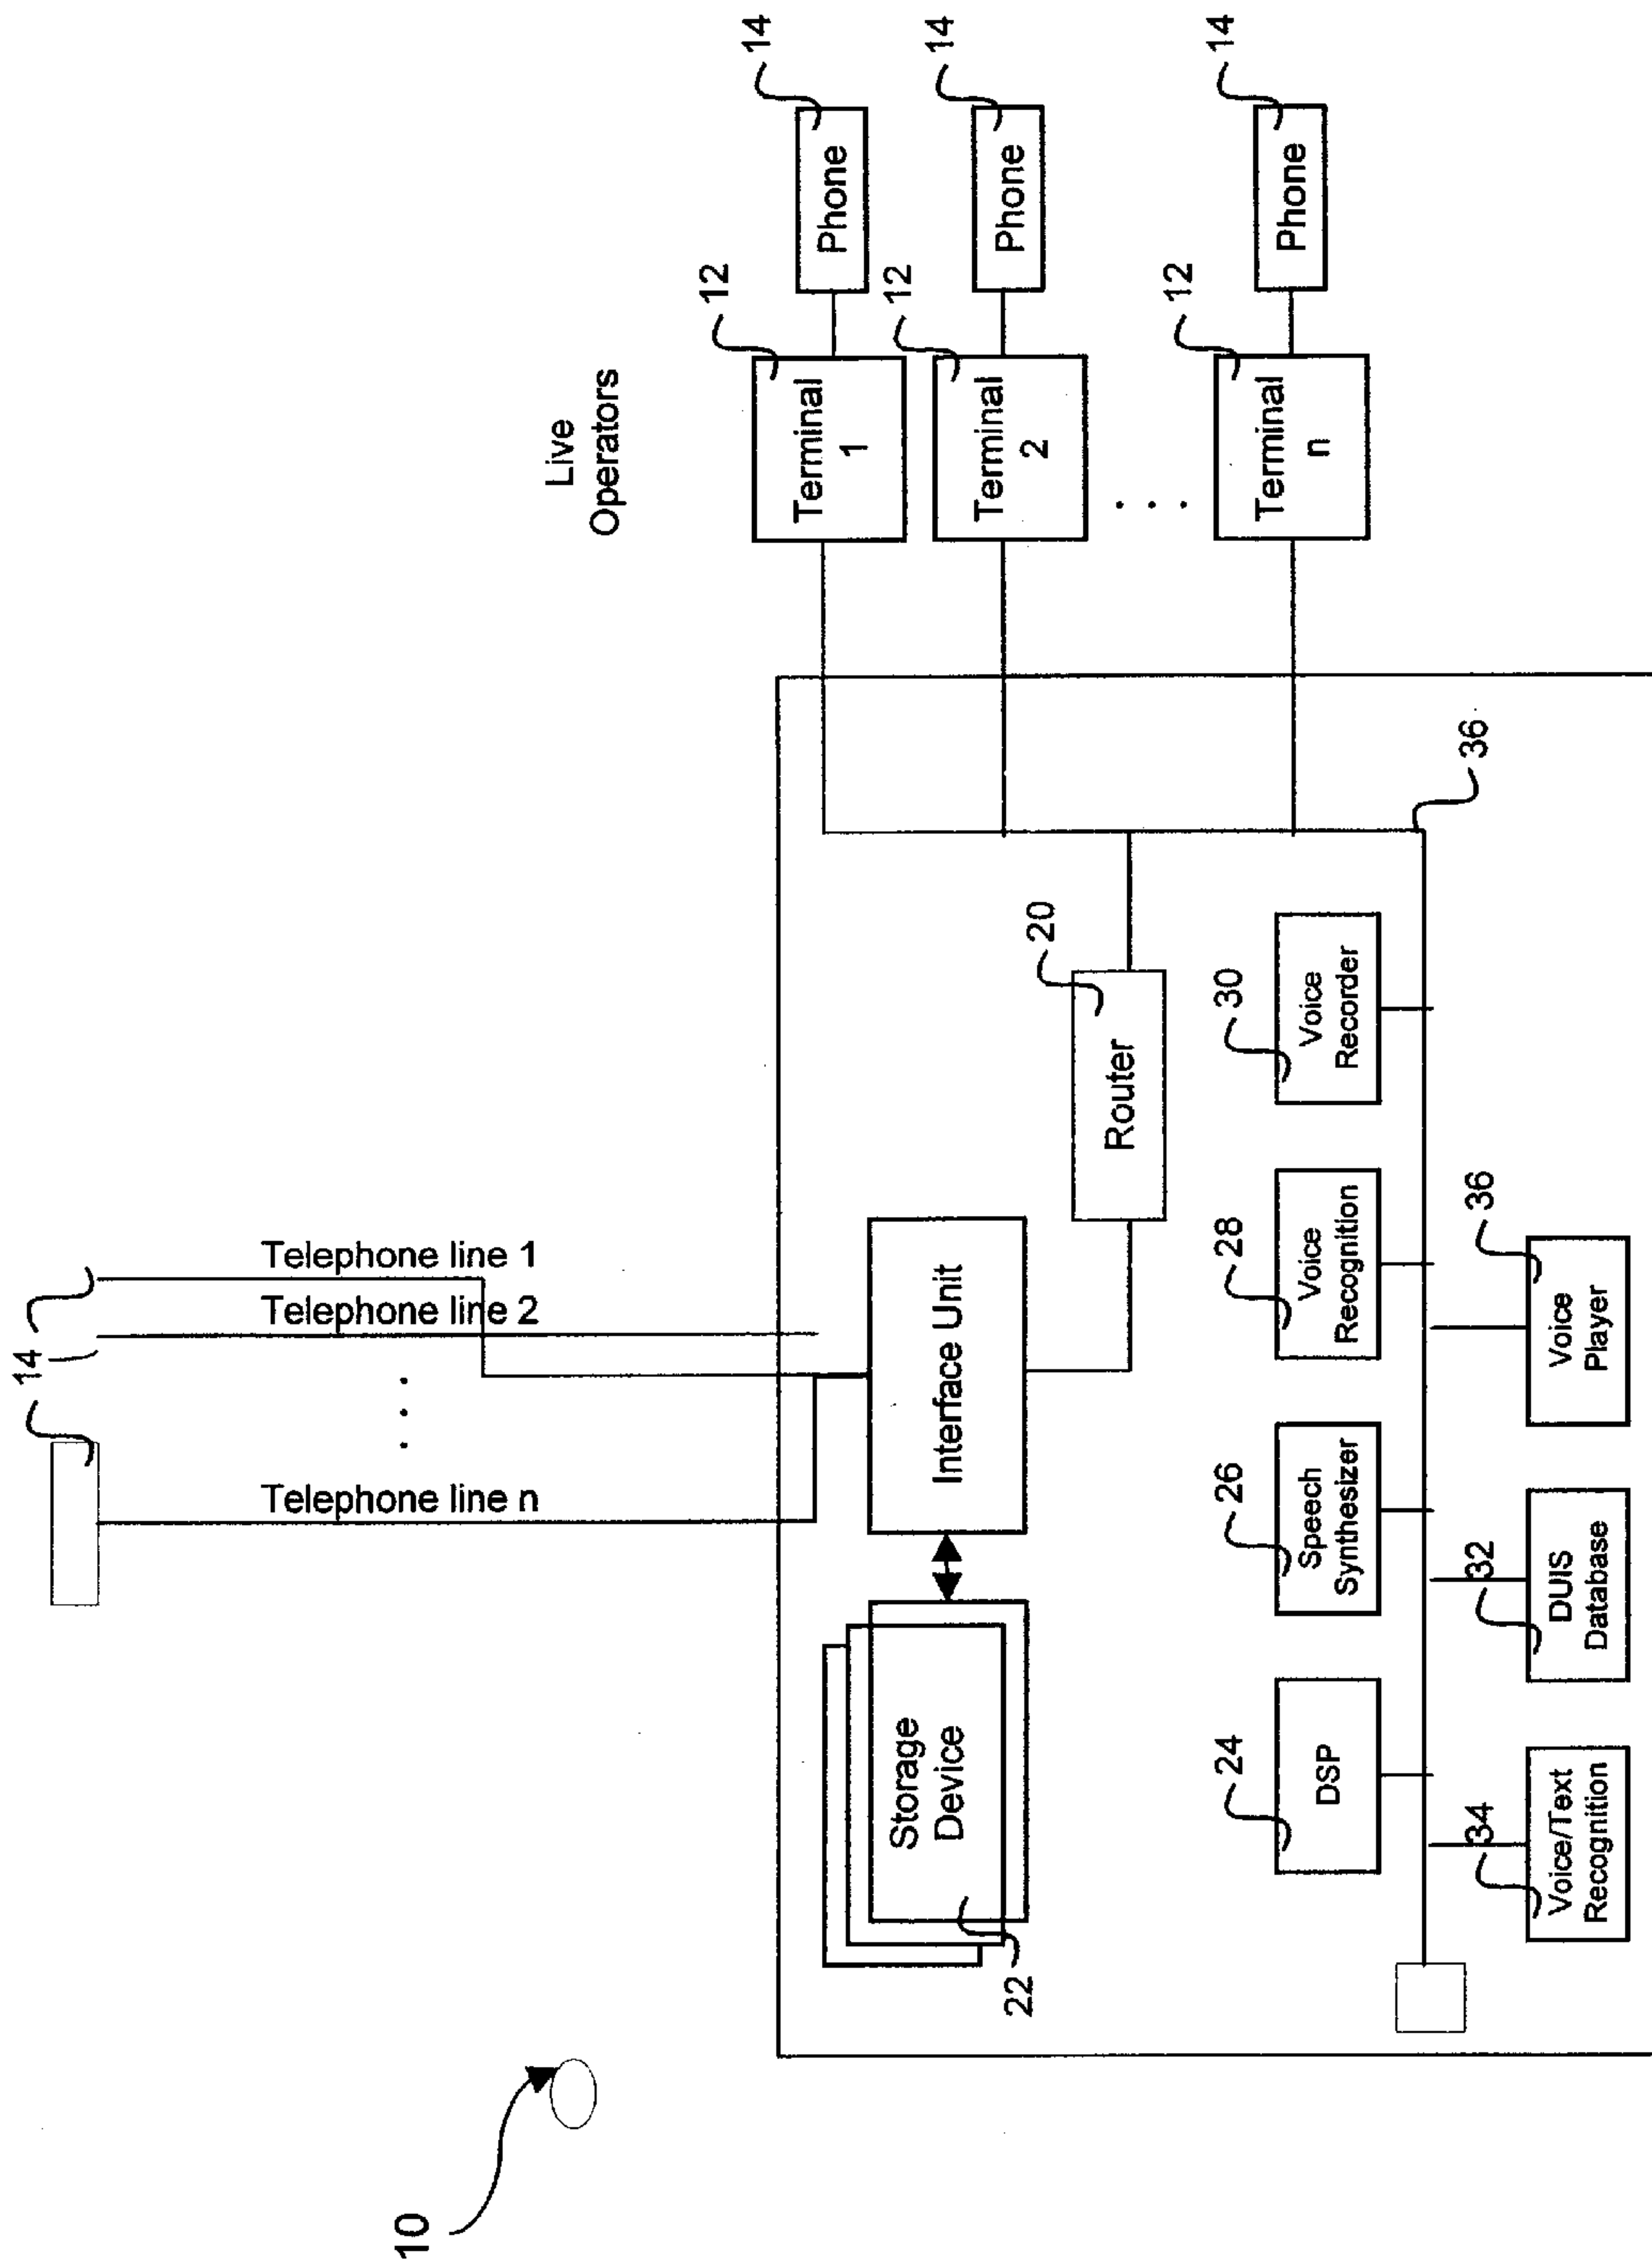 10
14
Telephone line n
Telephone line 2
Telephone line 1
. . .
Live
Operators
Storage
Device
22
Interface Unit
Router
20
Terminal
1
12
Phone
14
Terminal
2
12
Phone
14
. . .
Terminal
n
12
Phone
14
24
DSP
26
Speech
Synthesizer
28
Voice
Recognition
30
Voice
Recorder
36
34
Voice/Text
Recognition
32
DUIS
Database
36
Voice
Player